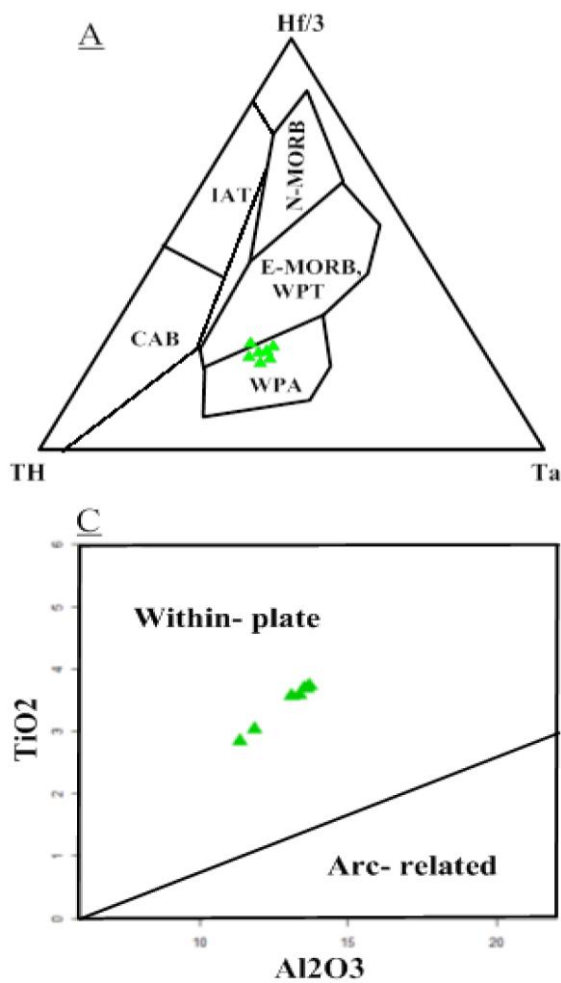 A
Hf/3
IAT
N-MORB
E-MORB,
WPT
CAB
WPA
TH
Ta
C
6
5
4
3
2
1
0
TiO2
Within- plate
Arc- related
10
15
20
Al2O3